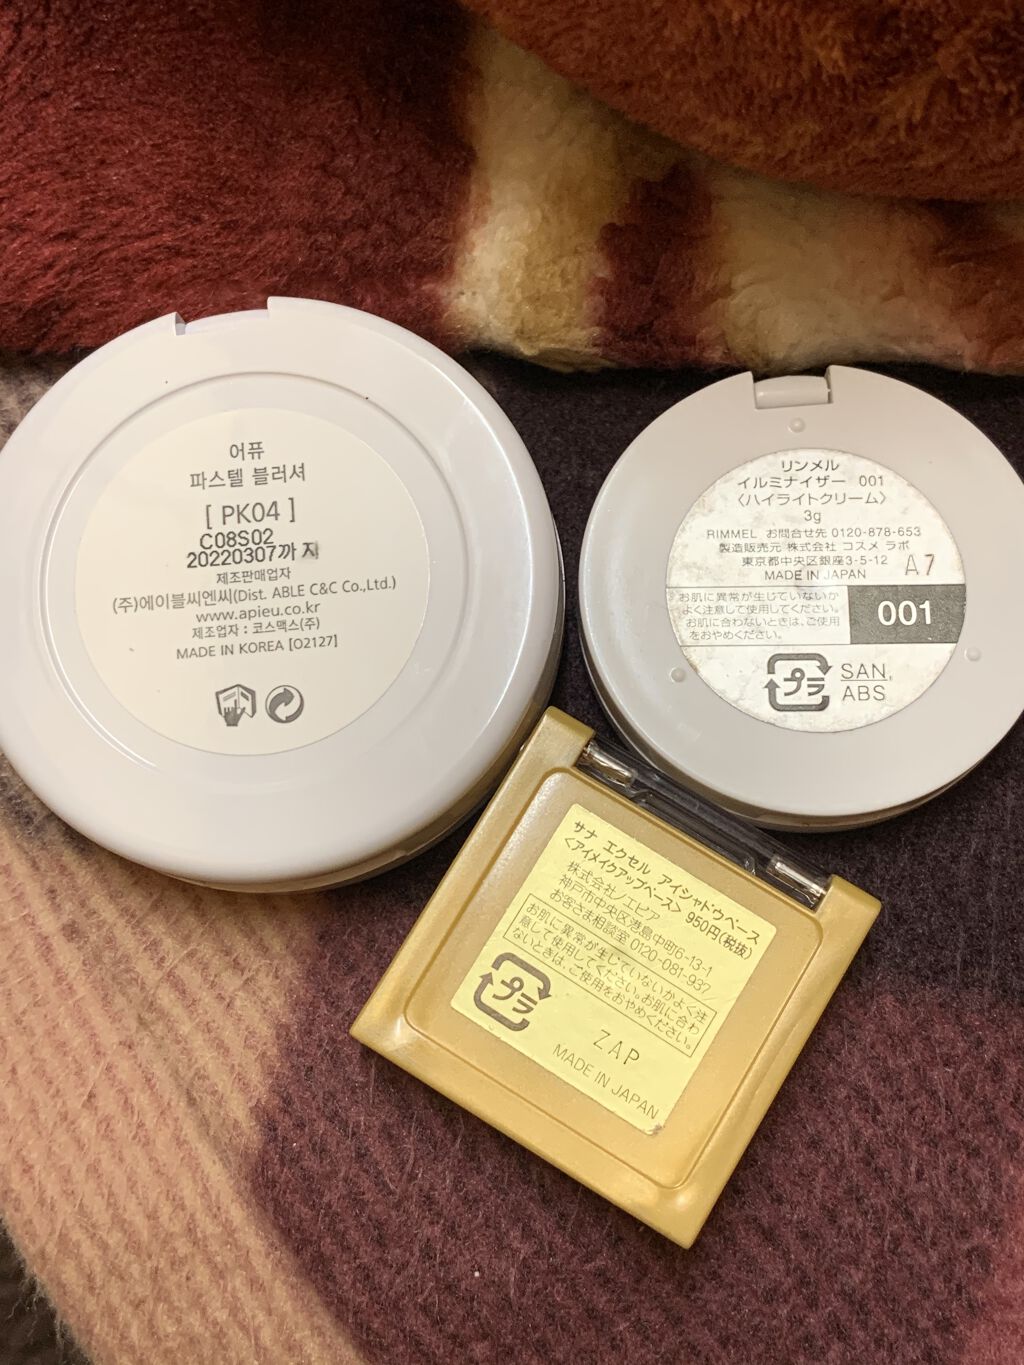 어퓨
파스텔 블러셔
[ PK04 ]
C08S02
20220307까 지
제조판매업자
(주)에이블씨엔씨(Dist. ABLE C&C Co.,Ltd.)
www.apieu.co.kr
제조업자 : 코스맥스(주)
MADE IN KOREA [O2127]
リンメル
イルミナイザー 001
〈ハイライトクリーム〉
3g
RIMMEL お問合せ先 0120-878-653
製造販売元 株式会社 コスメ ラボ
東京都中央区銀座3-5-12
MADE IN JAPAN
A7
お肌に異常が生じていないか
よく注意して使用してください。
お肌に合わないときは、ご使用
をおやめください。
001
プラ
SAN,
ABS
サナ エクセル アイシャドウベース
〈アイメイクアップベース〉 950円(税抜)
株式会社ノエビア
神戸市中央区港島中町6-13-1
お客さま相談室 0120-081-937
お肌に異常が生じていないかよく注
意して使用してください。お肌に合わ
ないときは、ご使用をおやめください。
プラ
ZAP
MADE IN JAPAN